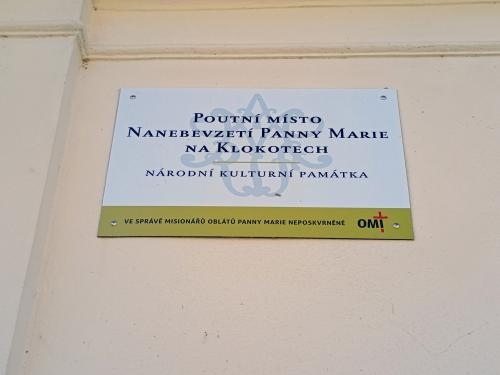 Poutní místo
Nanebevzetí Panny Marie
na Klokotech
národní kulturní památka
VE SPRÁVĚ MISIONÁŘŮ OBLÁTŮ PANNY MARIE NEPOSKVRNĚNÉ OMI